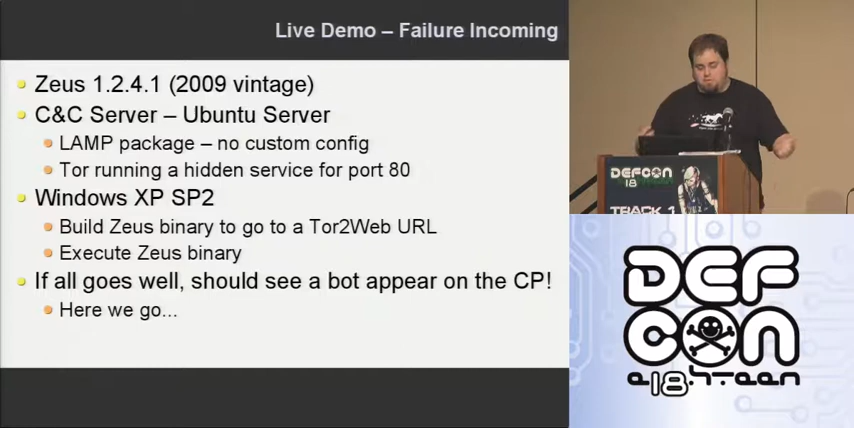 Live Demo – Failure Incoming
Zeus 1.2.4.1 (2009 vintage)
C&C Server – Ubuntu Server
LAMP package – no custom config
Tor running a hidden service for port 80
Windows XP SP2
Build Zeus binary to go to a Tor2Web URL
Execute Zeus binary
If all goes well, should see a bot appear on the CP!
Here we go...
DEFCON
18
TRACK 1
DEF
CON
e18.h-teen